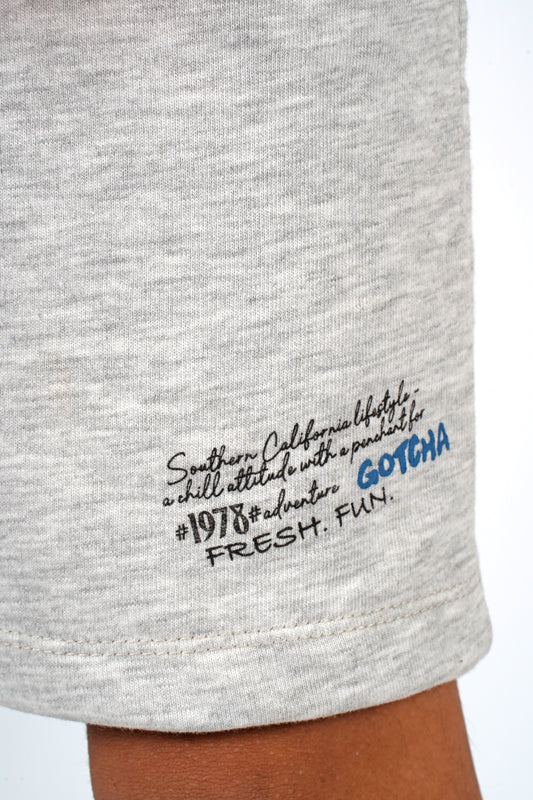 Southern California lifestyle -
a chill attitude with a penchant for
#1978 #adventure GOTCHA
FRESH. FUN.